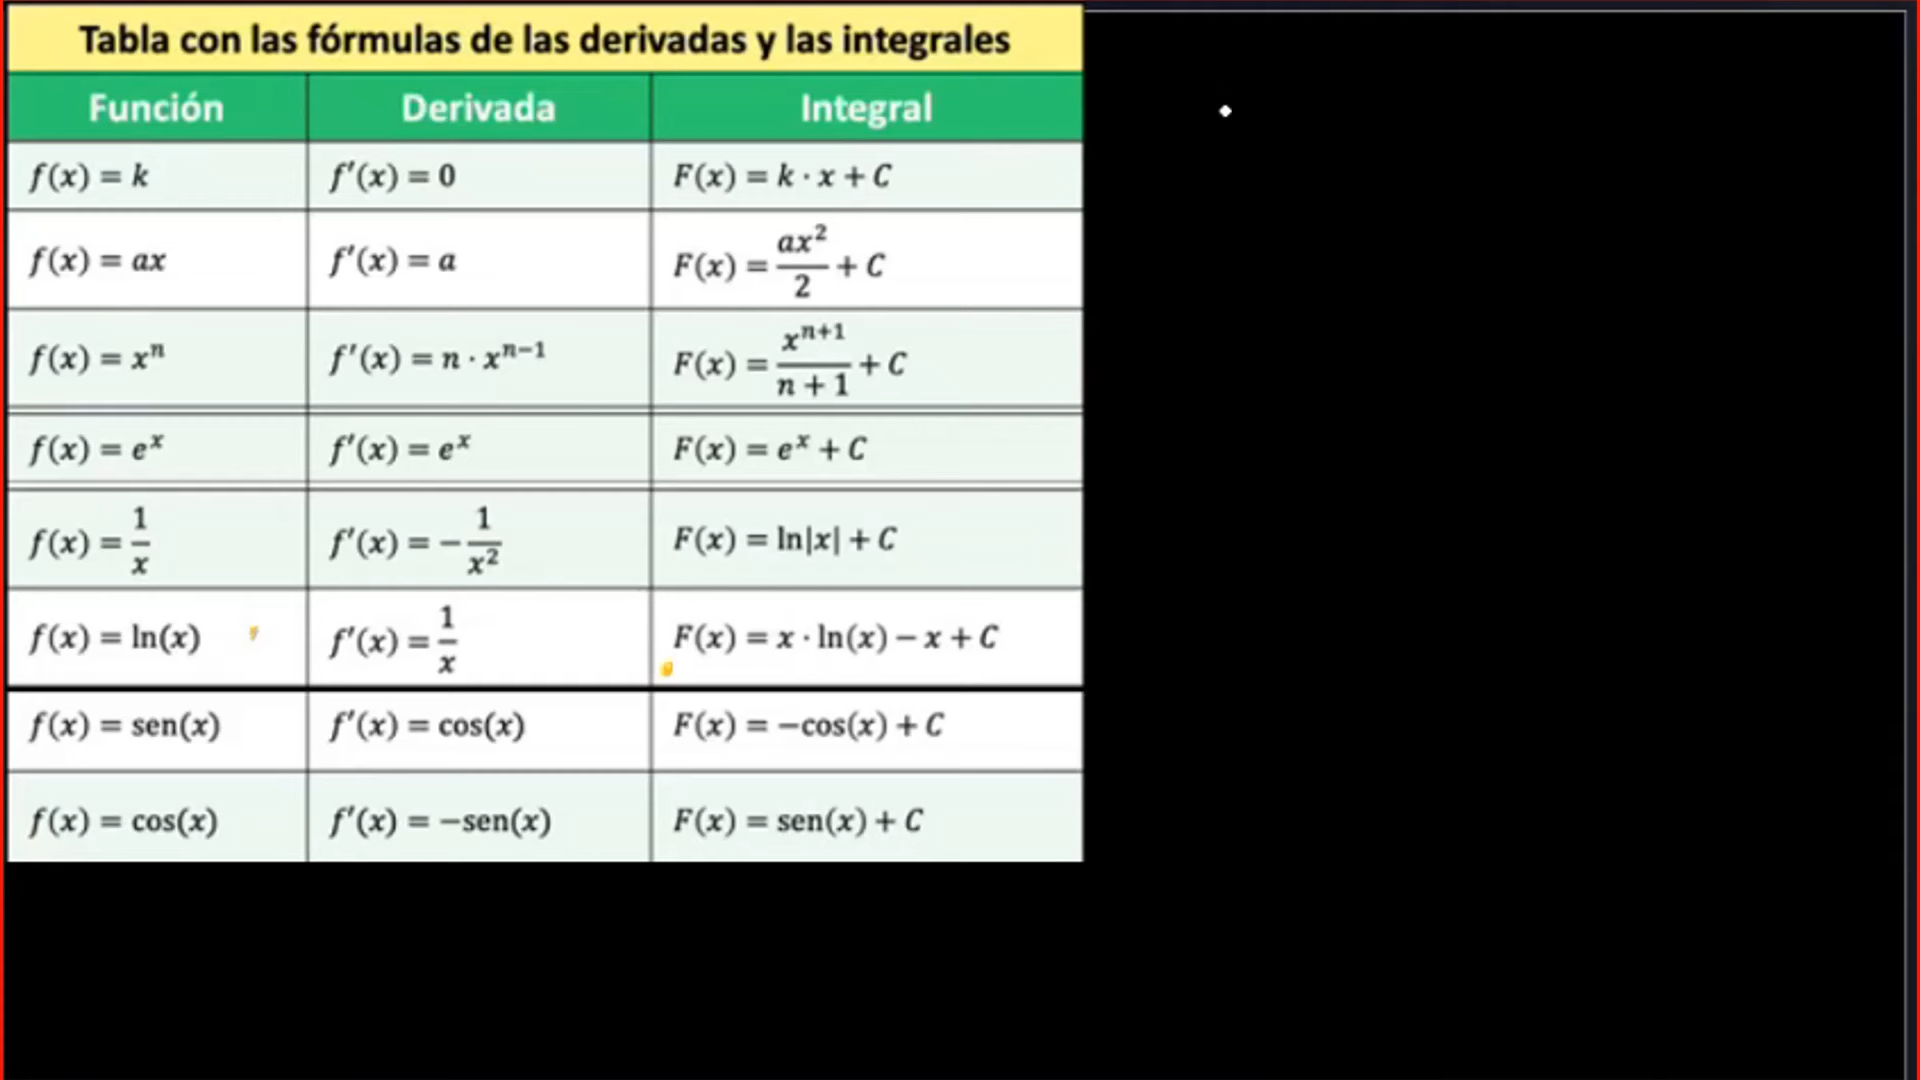 Tabla con las fórmulas de las derivadas y las integrales
Función Derivada Integral
f(x) = k f′(x) = 0 F(x) = k · x + C
f(x) = ax f′(x) = a F(x) = ax²/2 + C
f(x) = xⁿ f′(x) = n · xⁿ⁻¹ F(x) = xⁿ⁺¹/(n + 1) + C
f(x) = eˣ f′(x) = eˣ F(x) = eˣ + C
f(x) = 1/x f′(x) = −1/x² F(x) = ln|x| + C
f(x) = ln(x) f′(x) = 1/x F(x) = x · ln(x) − x + C
f(x) = sen(x) f′(x) = cos(x) F(x) = −cos(x) + C
f(x) = cos(x) f′(x) = −sen(x) F(x) = sen(x) + C